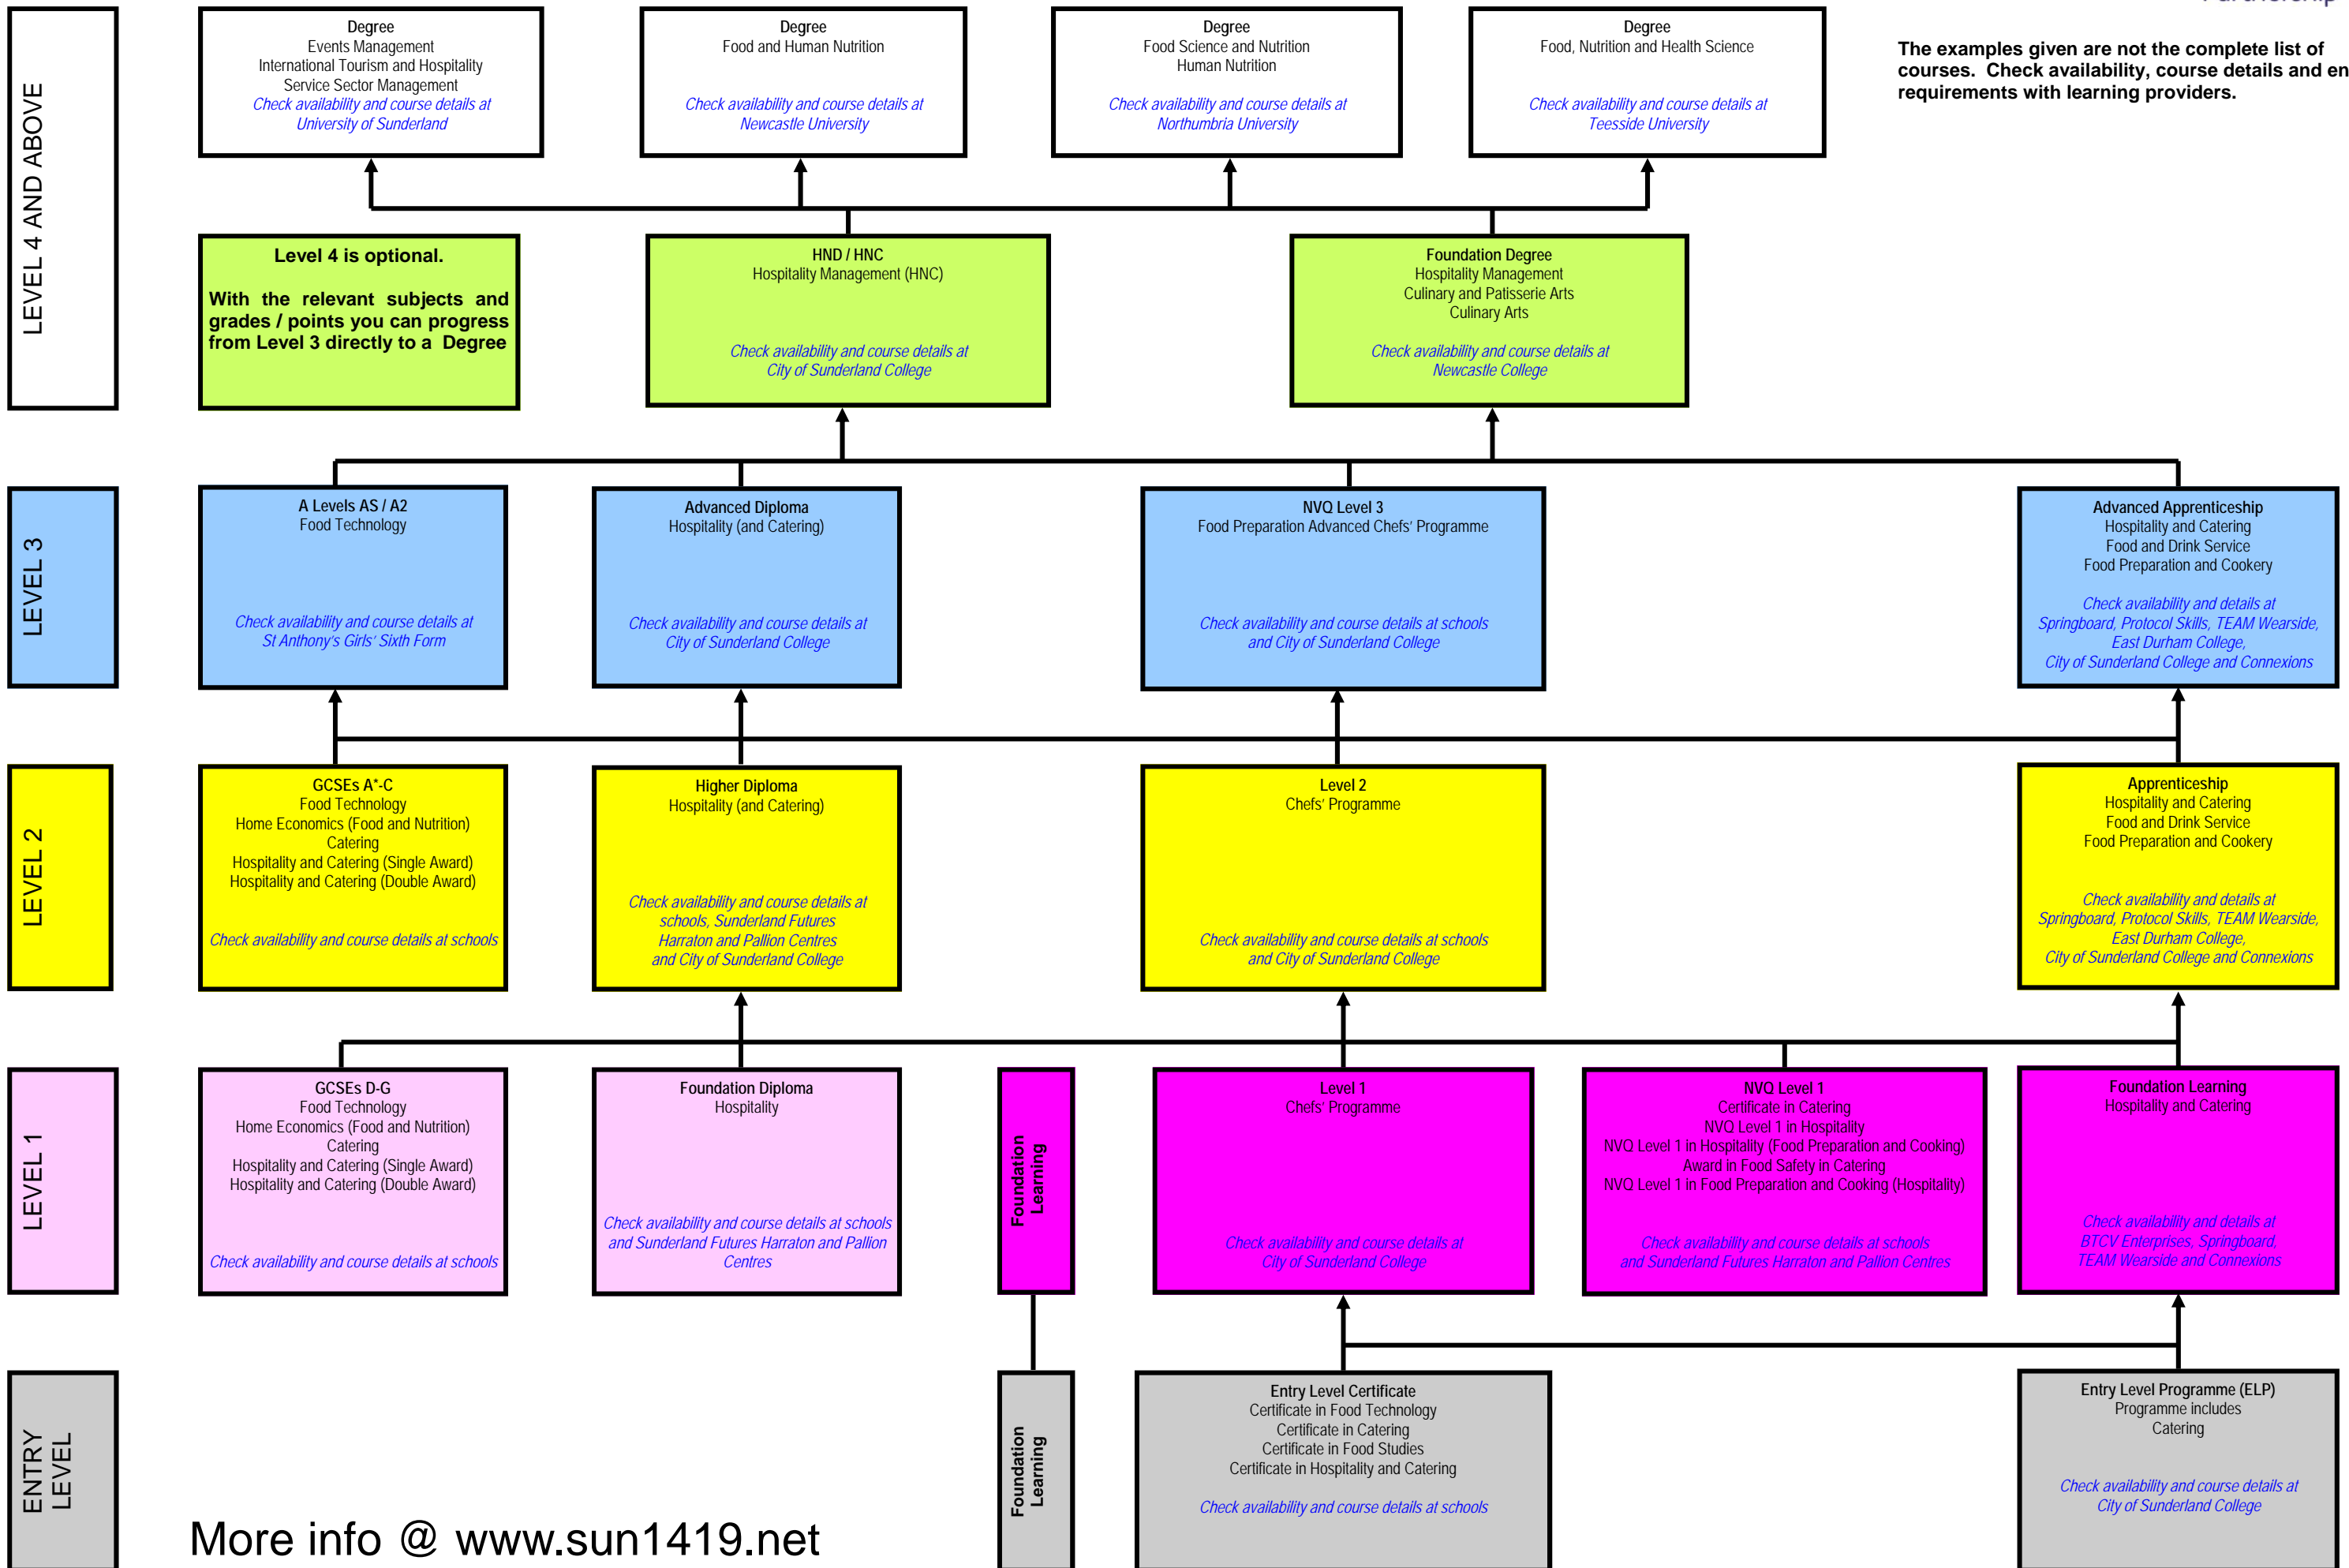 LEVEL 4 AND ABOVE
Degree
Events Management
International Tourism and Hospitality
Service Sector Management
Check availability and course details at
University of Sunderland
Degree
Food and Human Nutrition
Check availability and course details at
Newcastle University
Degree
Food Science and Nutrition
Human Nutrition
Check availability and course details at
Northumbria University
Degree
Food, Nutrition and Health Science
Check availability and course details at
Teesside University
The examples given are not the complete list of
courses. Check availability, course details and en
requirements with learning providers.
Level 4 is optional.
With the relevant subjects and
grades / points you can progress
from Level 3 directly to a Degree
HND / HNC
Hospitality Management (HNC)
Check availability and course details at
City of Sunderland College
Foundation Degree
Hospitality Management
Culinary and Patisserie Arts
Culinary Arts
Check availability and course details at
Newcastle College
LEVEL 3
A Levels AS / A2
Food Technology
Check availability and course details at
St Anthony's Girls' Sixth Form
Advanced Diploma
Hospitality (and Catering)
Check availability and course details at
City of Sunderland College
NVQ Level 3
Food Preparation Advanced Chefs' Programme
Check availability and course details at schools
and City of Sunderland College
Advanced Apprenticeship
Hospitality and Catering
Food and Drink Service
Food Preparation and Cookery
Check availability and details at
Springboard, Protocol Skills, TEAM Wearside,
East Durham College,
City of Sunderland College and Connexions
LEVEL 2
GCSEs A*-C
Food Technology
Home Economics (Food and Nutrition)
Catering
Hospitality and Catering (Single Award)
Hospitality and Catering (Double Award)
Check availability and course details at schools
Higher Diploma
Hospitality (and Catering)
Check availability and course details at
schools, Sunderland Futures
Harraton and Pallion Centres
and City of Sunderland College
Level 2
Chefs' Programme
Check availability and course details at schools
and City of Sunderland College
Apprenticeship
Hospitality and Catering
Food and Drink Service
Food Preparation and Cookery
Check availability and details at
Springboard, Protocol Skills, TEAM Wearside,
East Durham College,
City of Sunderland College and Connexions
LEVEL 1
GCSEs D-G
Food Technology
Home Economics (Food and Nutrition)
Catering
Hospitality and Catering (Single Award)
Hospitality and Catering (Double Award)
Check availability and course details at schools
Foundation Diploma
Hospitality
Check availability and course details at schools
and Sunderland Futures Harraton and Pallion
Centres
Foundation
Learning
Level 1
Chefs' Programme
Check availability and course details at
City of Sunderland College
NVQ Level 1
Certificate in Catering
NVQ Level 1 in Hospitality
NVQ Level 1 in Hospitality (Food Preparation and Cooking)
Award in Food Safety in Catering
NVQ Level 1 in Food Preparation and Cooking (Hospitality)
Check availability and course details at schools
and Sunderland Futures Harraton and Pallion Centres
Foundation Learning
Hospitality and Catering
Check availability and details at
BTCV Enterprises, Springboard,
TEAM Wearside and Connexions
ENTRY
LEVEL
Foundation
Learning
Entry Level Certificate
Certificate in Food Technology
Certificate in Catering
Certificate in Food Studies
Certificate in Hospitality and Catering
Check availability and course details at schools
Entry Level Programme (ELP)
Programme includes
Catering
Check availability and course details at
City of Sunderland College
More info @ www.sun1419.net